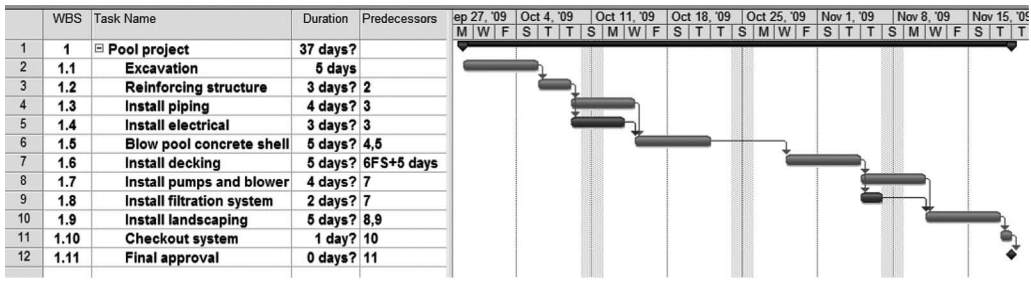 WBS Task Name Duration Predecessors ep 27, '09 Oct 4, '09 Oct 11, '09 Oct 18, '09 Oct 25, '09 Nov 1, '09 Nov 8, '09 Nov 15, '09
M W F S T T S M W F S T T S M W F S T T S M W F S T T
1 1 Pool project 37 days?
2 1.1 Excavation 5 days
3 1.2 Reinforcing structure 3 days? 2
4 1.3 Install piping 4 days? 3
5 1.4 Install electrical 3 days? 3
6 1.5 Blow pool concrete shell 5 days? 4,5
7 1.6 Install decking 5 days? 6FS+5 days
8 1.7 Install pumps and blower 4 days? 7
9 1.8 Install filtration system 2 days? 7
10 1.9 Install landscaping 5 days? 8,9
11 1.10 Checkout system 1 day? 10
12 1.11 Final approval 0 days? 11